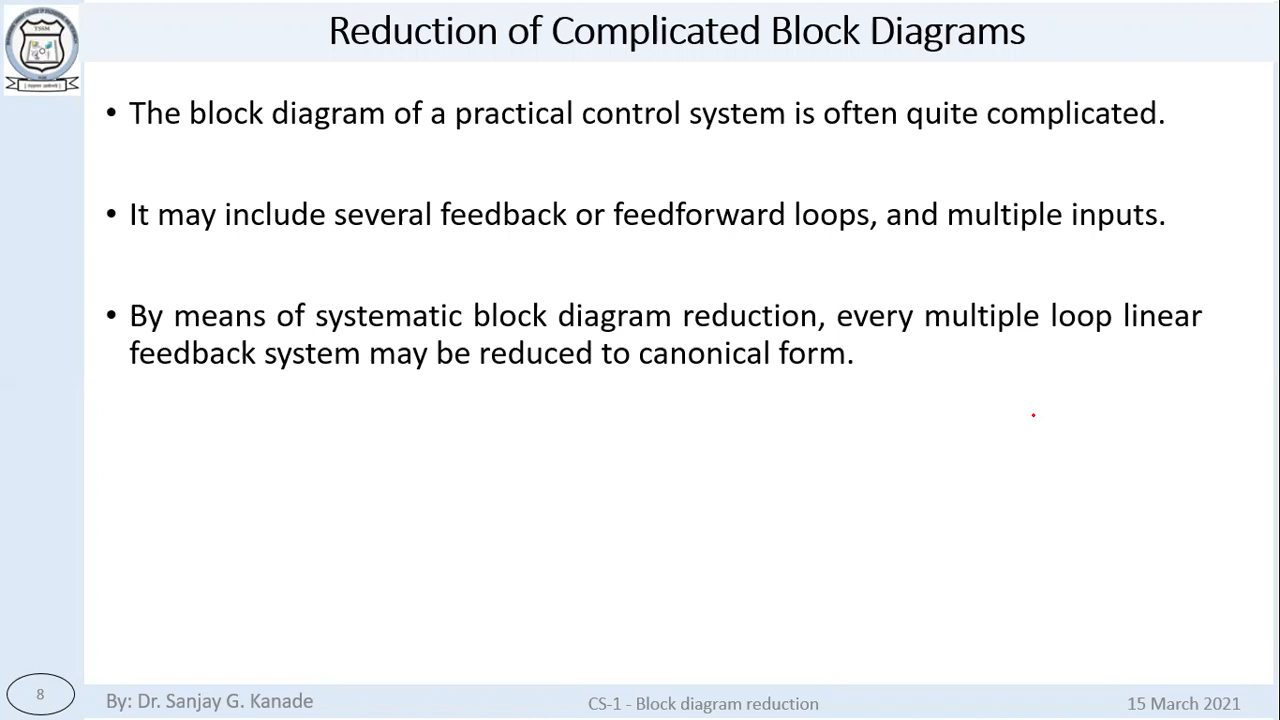 Reduction of Complicated Block Diagrams
TSSM
• The block diagram of a practical control system is often quite complicated.
• It may include several feedback or feedforward loops, and multiple inputs.
• By means of systematic block diagram reduction, every multiple loop linear
feedback system may be reduced to canonical form.
8
By: Dr. Sanjay G. Kanade
CS-1 - Block diagram reduction
15 March 2021